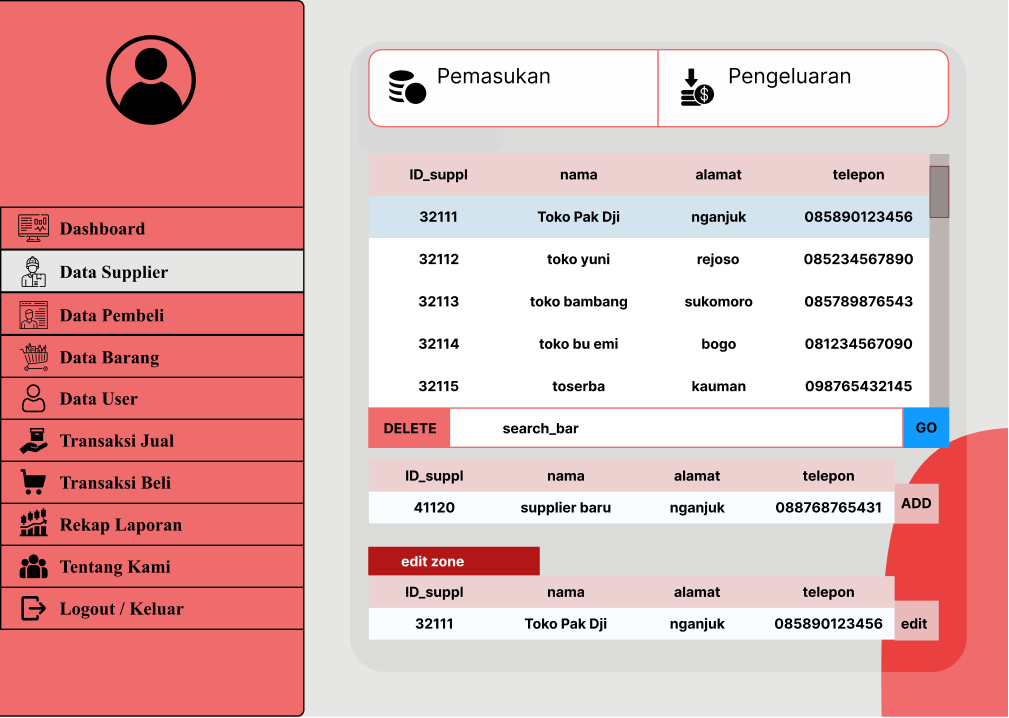 Pemasukan Pengeluaran
Dashboard
Data Supplier
Data Pembeli
Data Barang
Data User
Transaksi Jual
Transaksi Beli
Rekap Laporan
Tentang Kami
Logout / Keluar
ID_suppl nama alamat telepon
32111 Toko Pak Dji nganjuk 085890123456
32112 toko yuni rejoso 085234567890
32113 toko bambang sukomoro 085789876543
32114 toko bu emi bogo 081234567090
32115 toserba kauman 098765432145
DELETE search_bar GO
ID_suppl nama alamat telepon
41120 supplier baru nganjuk 088768765431 ADD
edit zone
ID_suppl nama alamat telepon
32111 Toko Pak Dji nganjuk 085890123456 edit